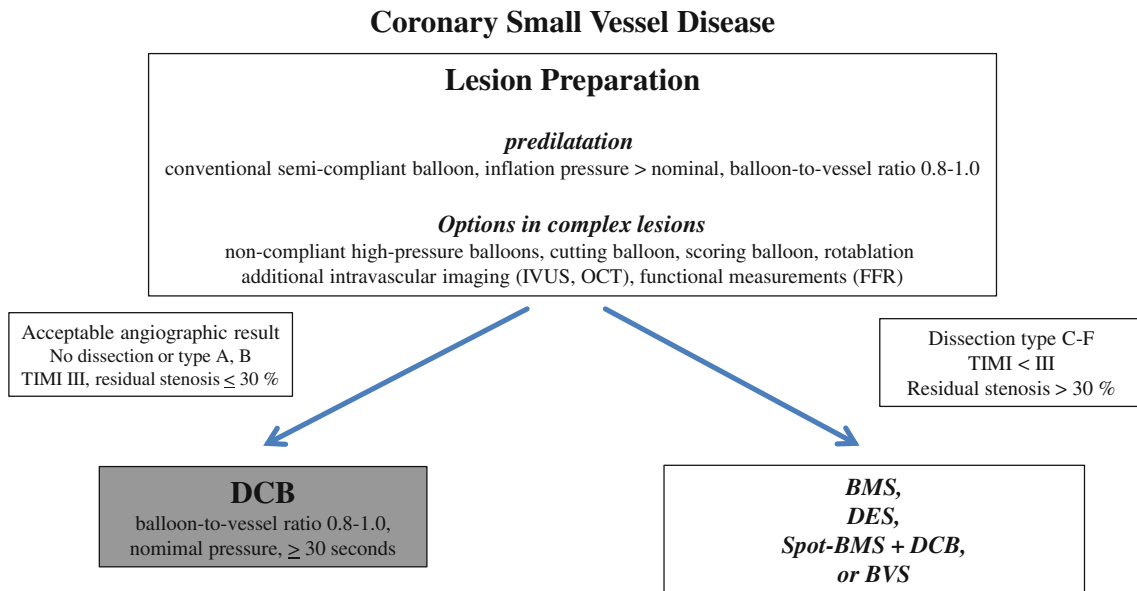 Coronary Small Vessel Disease
Lesion Preparation
predilatation
conventional semi-compliant balloon, inflation pressure > nominal, balloon-to-vessel ratio 0.8-1.0
Options in complex lesions
non-compliant high-pressure balloons, cutting balloon, scoring balloon, rotablation
additional intravascular imaging (IVUS, OCT), functional measurements (FFR)
Acceptable angiographic result
No dissection or type A, B
TIMI III, residual stenosis ≤ 30 %
Dissection type C-F
TIMI < III
Residual stenosis > 30 %
DCB
balloon-to-vessel ratio 0.8-1.0,
nomimal pressure, ≥ 30 seconds
BMS,
DES,
Spot-BMS + DCB,
or BVS